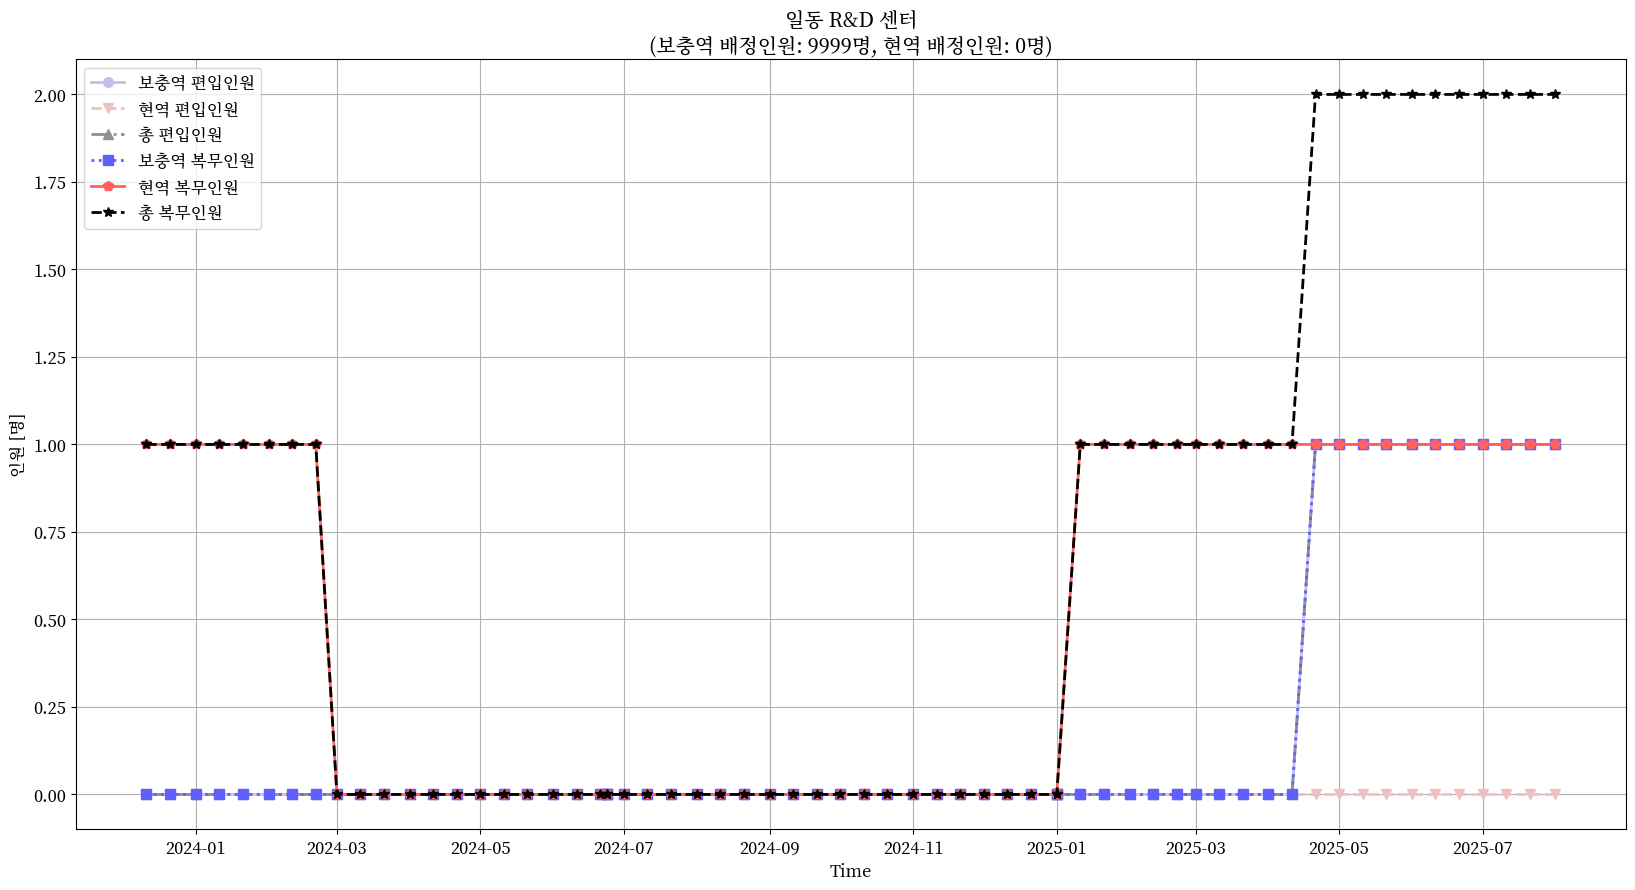 일동 R&D 센터
(보충역 배정인원: 9999명, 현역 배정인원: 0명)
보충역 편입인원
현역 편입인원
총 편입인원
보충역 복무인원
현역 복무인원
총 복무인원
인원 [명]
2.00
1.75
1.50
1.25
1.00
0.75
0.50
0.25
0.00
2024-01
2024-03
2024-05
2024-07
2024-09
2024-11
2025-01
2025-03
2025-05
2025-07
Time